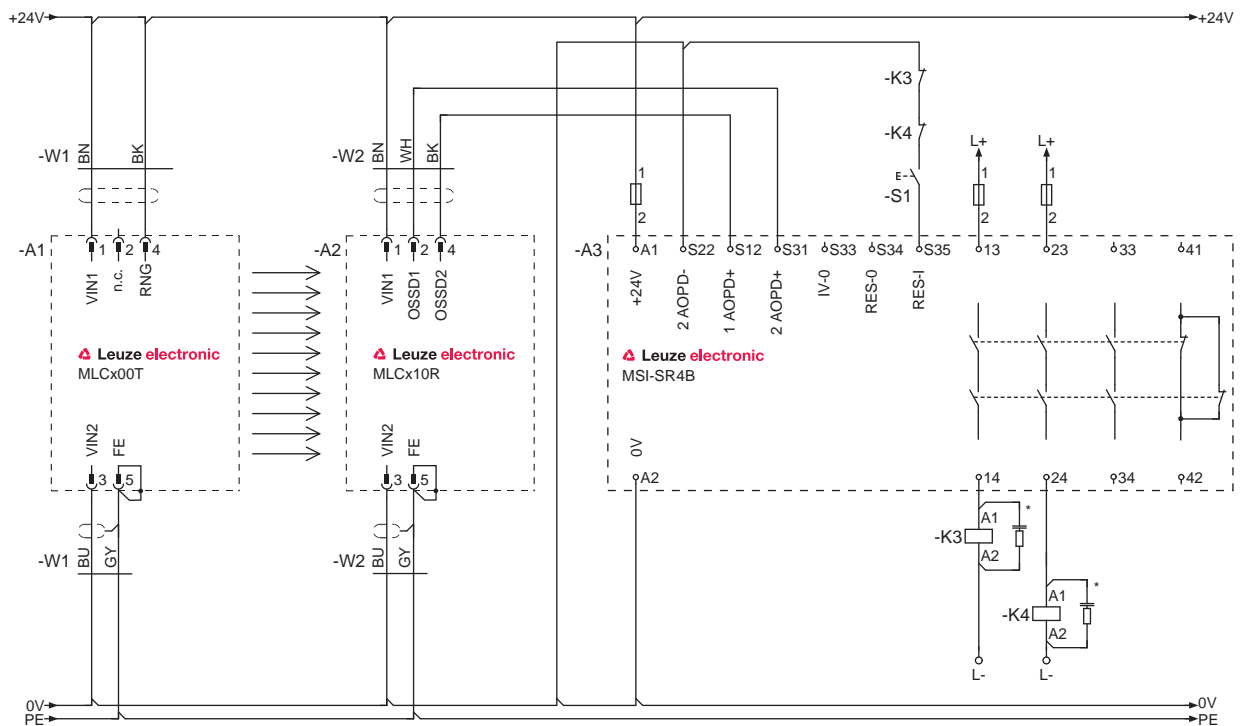 +24V +24V
-K3
-K4
L+ L+
-W1 BN BK -W2 BN WH BK
E-- -S1
1 1 1
2 2 2
-A1 1 2 4 -A2 1 2 4 -A3 A1 S22 S12 S31 S33 S34 S35 13 23 33 41
VIN1 n.c. RNG VIN1 OSSD1 OSSD2 +24V 2 AOPD- 1 AOPD+ 2 AOPD+ IV-0 RES-0 RES-I
Leuze electronic Leuze electronic Leuze electronic
MLCx00T MLCx10R MSI-SR4B
VIN2 FE VIN2 FE 0V
3 5 3 5 A2 14 24 34 42
A1 *
-K3
A2
-W1 BU GY -W2 BU GY
A1 *
-K4
A2
L- L-
0V 0V
PE PE